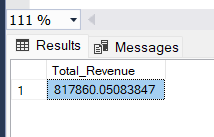 111 %
Results Messages
Total_Revenue
1 817860.05083847